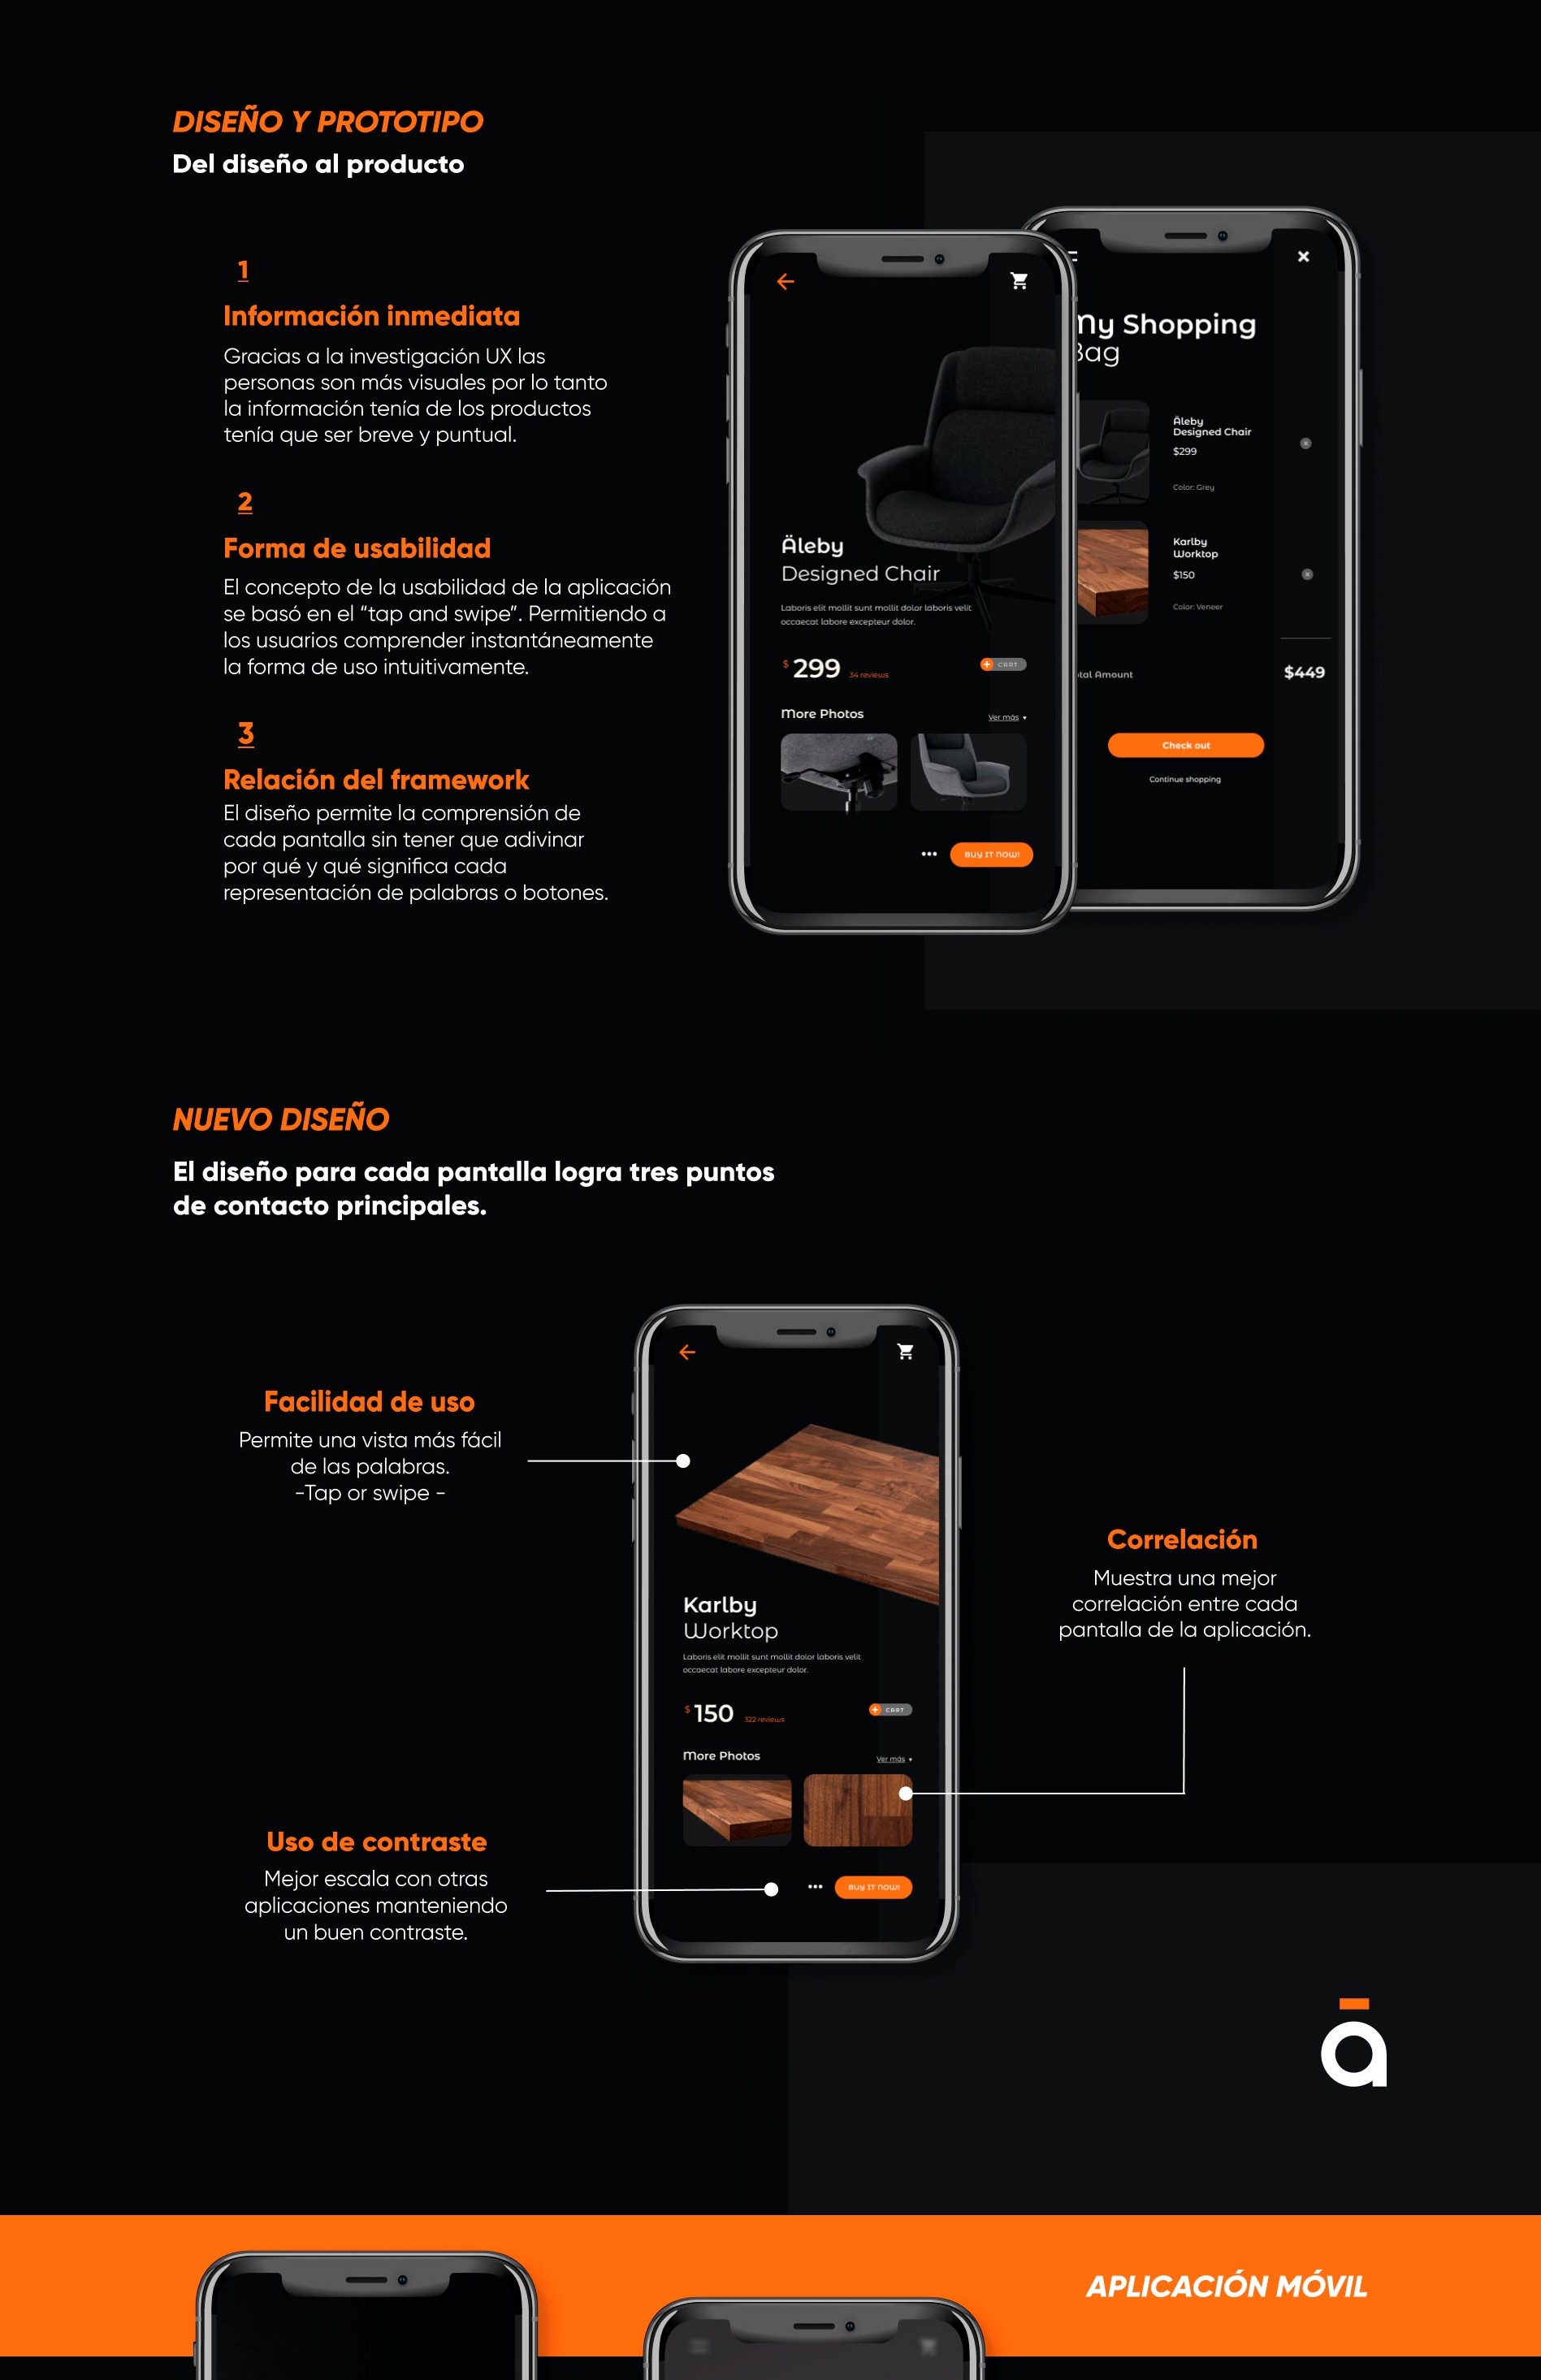 DISEÑO Y PROTOTIPO
Del diseño al producto
1
Información inmediata
Gracias a la investigación UX las
personas son más visuales por lo tanto
la información tenía de los productos
tenía que ser breve y puntual.
2
Forma de usabilidad
El concepto de la usabilidad de la aplicación
se basó en el “tap and swipe”. Permitiendo a
los usuarios comprender instantáneamente
la forma de uso intuitivamente.
3
Relación del framework
El diseño permite la comprensión de
cada pantalla sin tener que adivinar
por qué y qué significa cada
representación de palabras o botones.
Äleby
Designed Chair
Laboris elit mollit sunt mollit dolor laboris velit
occaecat labore excepteur dolor.
$ 299 34 reviews
+ CART
More Photos
Ver más
BUY IT NOW!
My Shopping
Bag
Äleby
Designed Chair
$299
Color: Grey
Karlby
Worktop
$150
Color: Veneer
tal Amount
$449
Check out
Continue shopping
NUEVO DISEÑO
El diseño para cada pantalla logra tres puntos
de contacto principales.
Facilidad de uso
Permite una vista más fácil
de las palabras.
-Tap or swipe -
Correlación
Muestra una mejor
correlación entre cada
pantalla de la aplicación.
Uso de contraste
Mejor escala con otras
aplicaciones manteniendo
un buen contraste.
Karlby
Worktop
Laboris elit mollit sunt mollit dolor laboris velit
occaecat labore excepteur dolor.
$ 150 322 reviews
+ CART
More Photos
Ver más
BUY IT NOW!
ā
APLICACIÓN MÓVIL